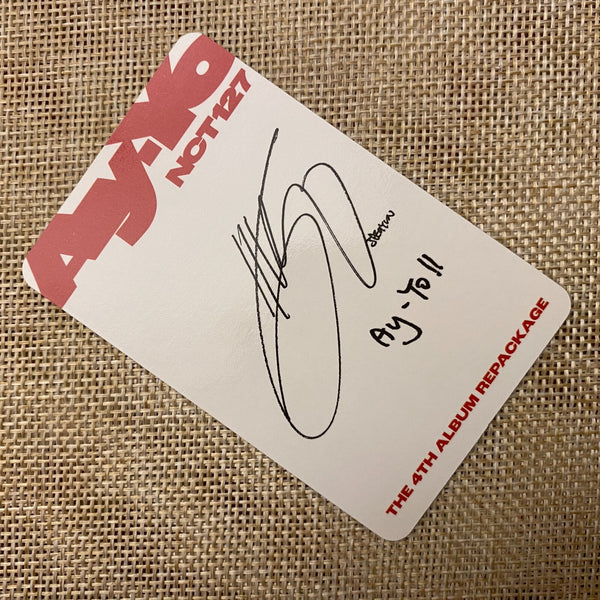 Ay-Yo
NCT 127
Ay-Yo !!
THE 4TH ALBUM REPACKAGE